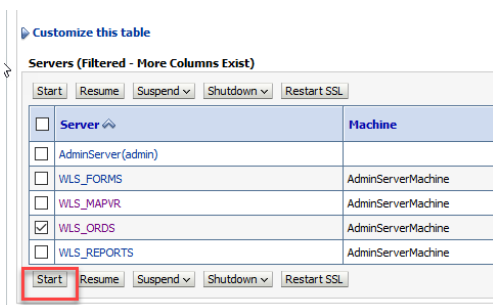 Customize this table
Servers (Filtered - More Columns Exist)
Start Resume Suspend Shutdown Restart SSL
Server Machine
AdminServer(admin)
WLS_FORMS AdminServerMachine
WLS_MAPVR AdminServerMachine
WLS_ORDS AdminServerMachine
WLS_REPORTS AdminServerMachine
Start Resume Suspend Shutdown Restart SSL